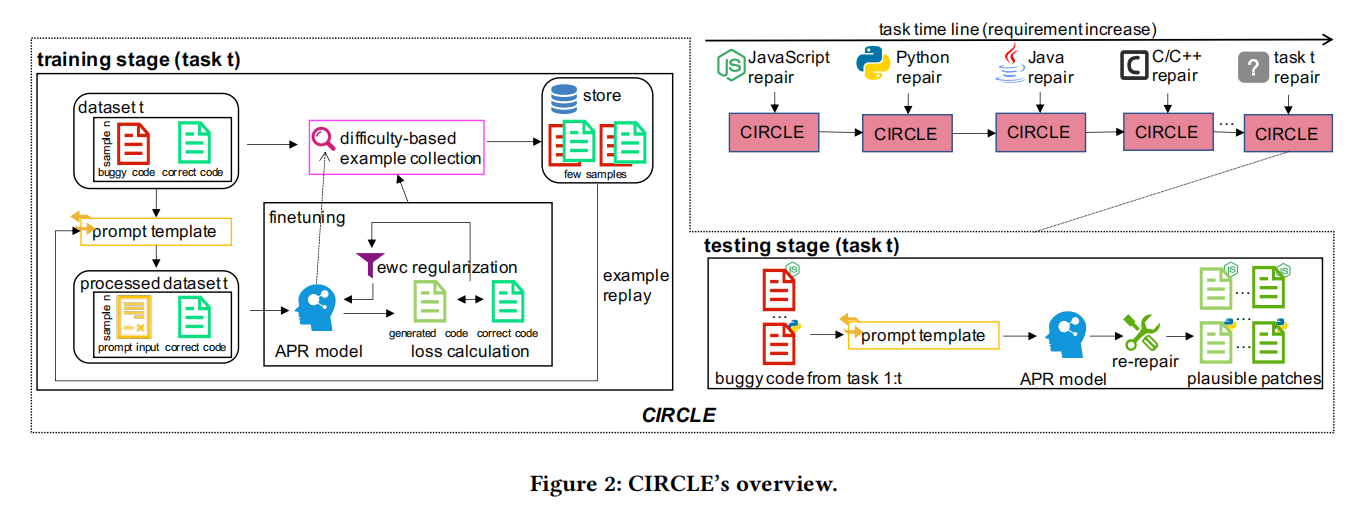 task time line (requirement increase)
JavaScript
repair
Python
repair
Java
repair
C/C++
repair
?
task t
repair
CIRCLE
CIRCLE
CIRCLE
CIRCLE
...
CIRCLE
training stage (task t)
dataset t
sample n
buggy code
correct code
difficulty-based
example collection
store
few samples
prompt template
finetuning
ewc regularization
processed dataset t
sample n
prompt input
correct code
APR model
generated code
correct code
loss calculation
example
replay
testing stage (task t)
JS
JS
JS
...
...
...
prompt template
...
buggy code from task 1:t
APR model
re-repair
plausible patches
CIRCLE
Figure 2: CIRCLE's overview.